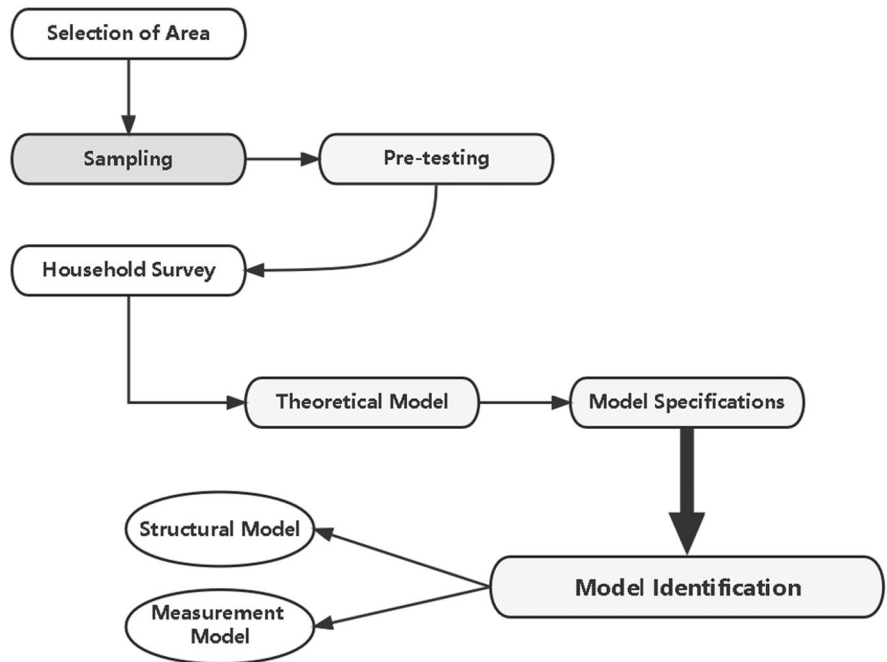 Selection of Area
Sampling
Pre-testing
Household Survey
Theoretical Model
Model Specifications
Structural Model
Model Identification
Measurement
Model